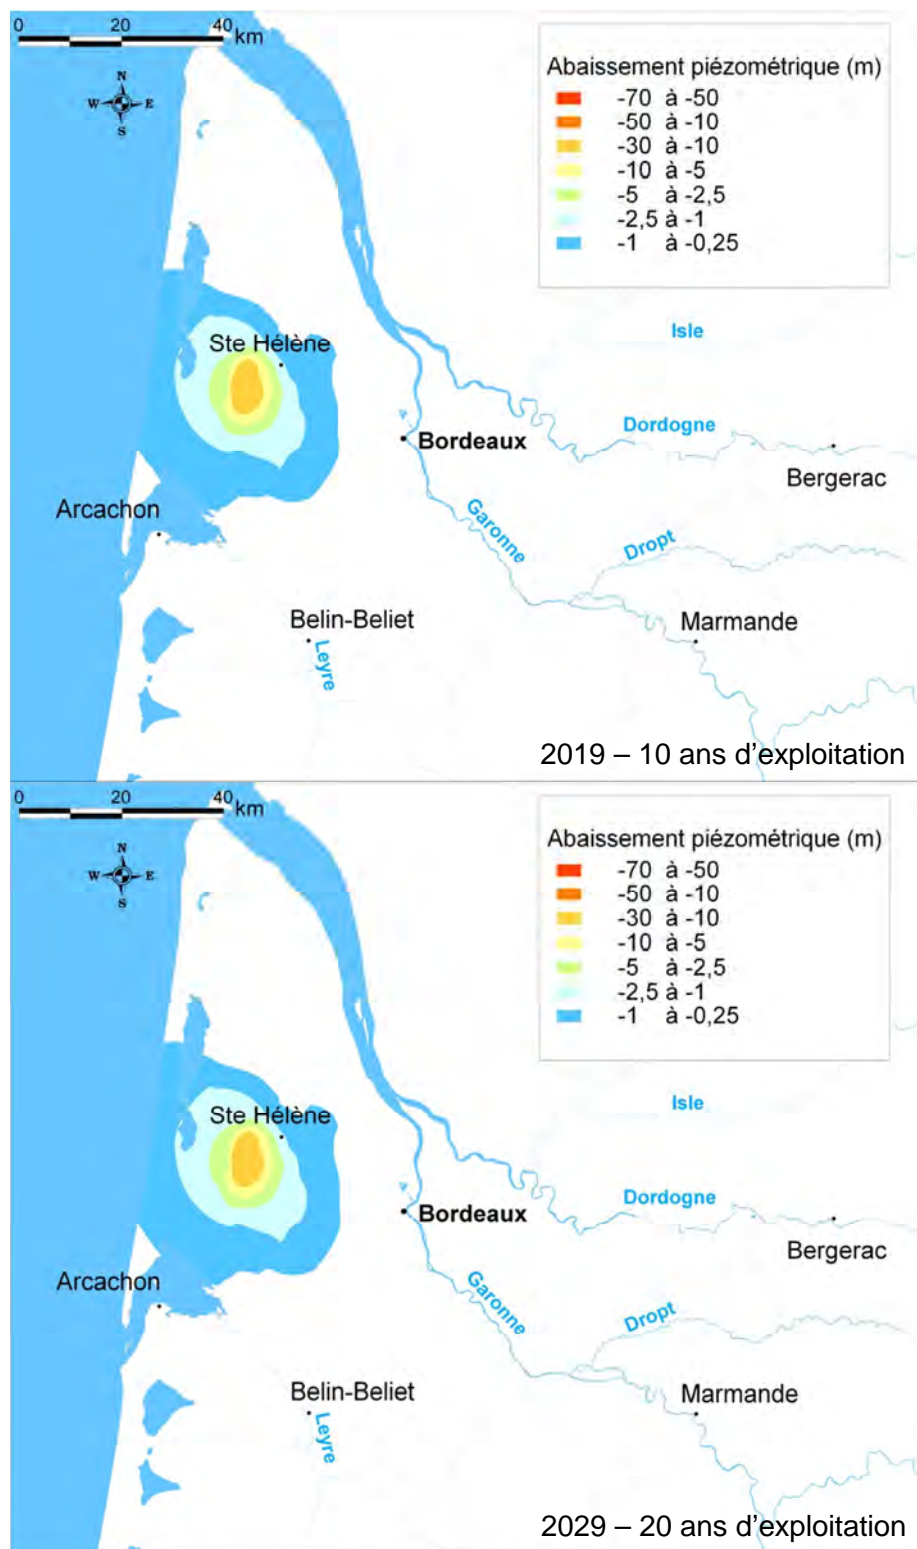 0 20 40 km
N
W E
S
Abaissement piézométrique (m)
-70 à -50
-50 à -10
-30 à -10
-10 à -5
-5 à -2,5
-2,5 à -1
-1 à -0,25
Isle
Ste Hélène
Dordogne
Bordeaux
Bergerac
Arcachon
Garonne
Dropt
Belin-Beliet
Marmande
Leyre
2019 – 10 ans d'exploitation
0 20 40 km
N
W E
S
Abaissement piézométrique (m)
-70 à -50
-50 à -10
-30 à -10
-10 à -5
-5 à -2,5
-2,5 à -1
-1 à -0,25
Isle
Ste Hélène
Dordogne
Bordeaux
Bergerac
Arcachon
Garonne
Dropt
Belin-Beliet
Marmande
Leyre
2029 – 20 ans d'exploitation